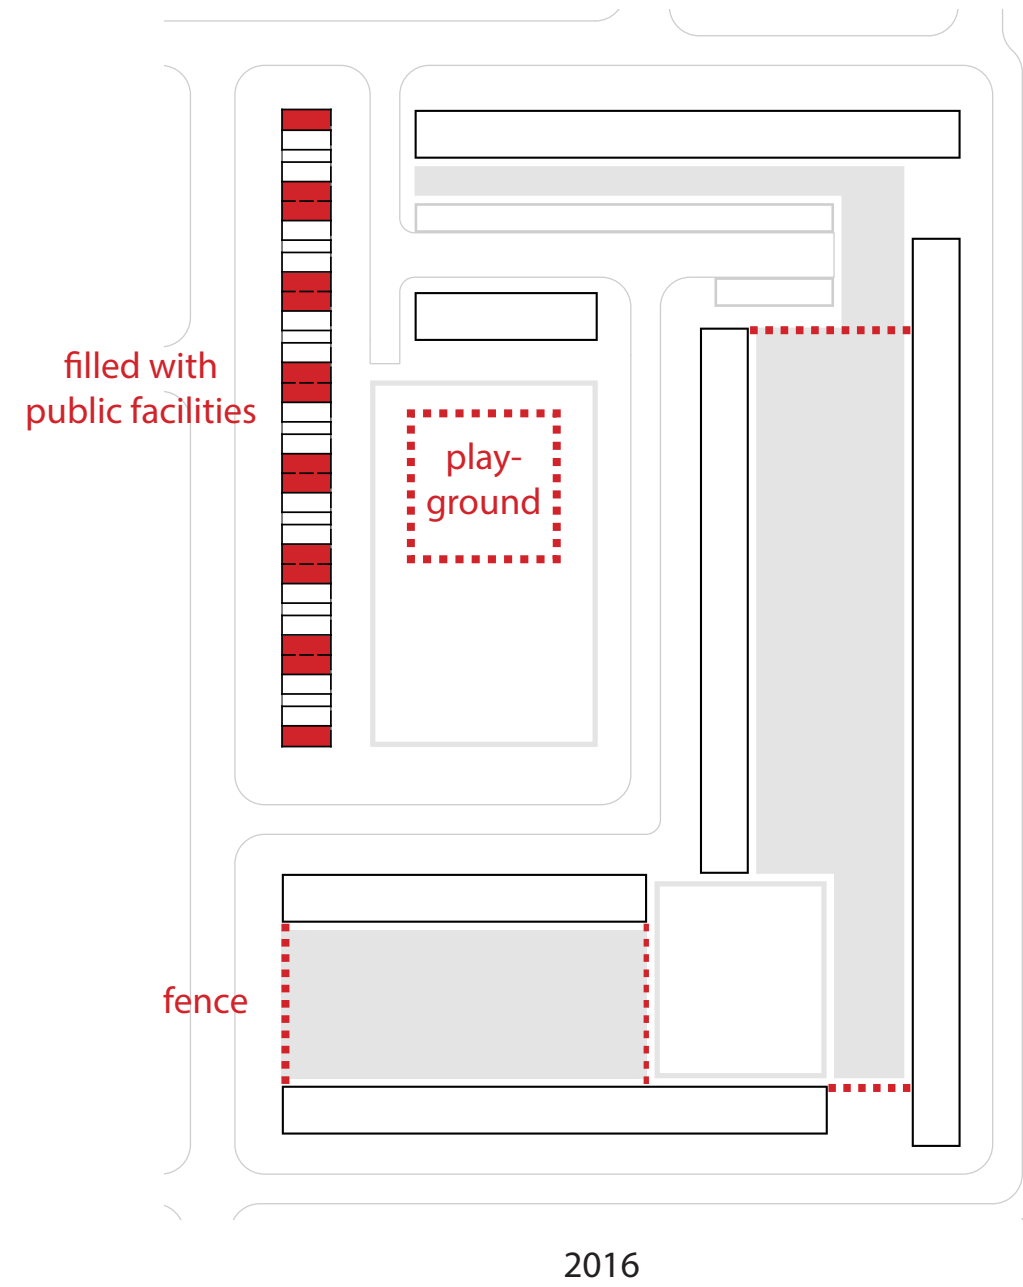 filled with
public facilities
play-
ground
fence
2016